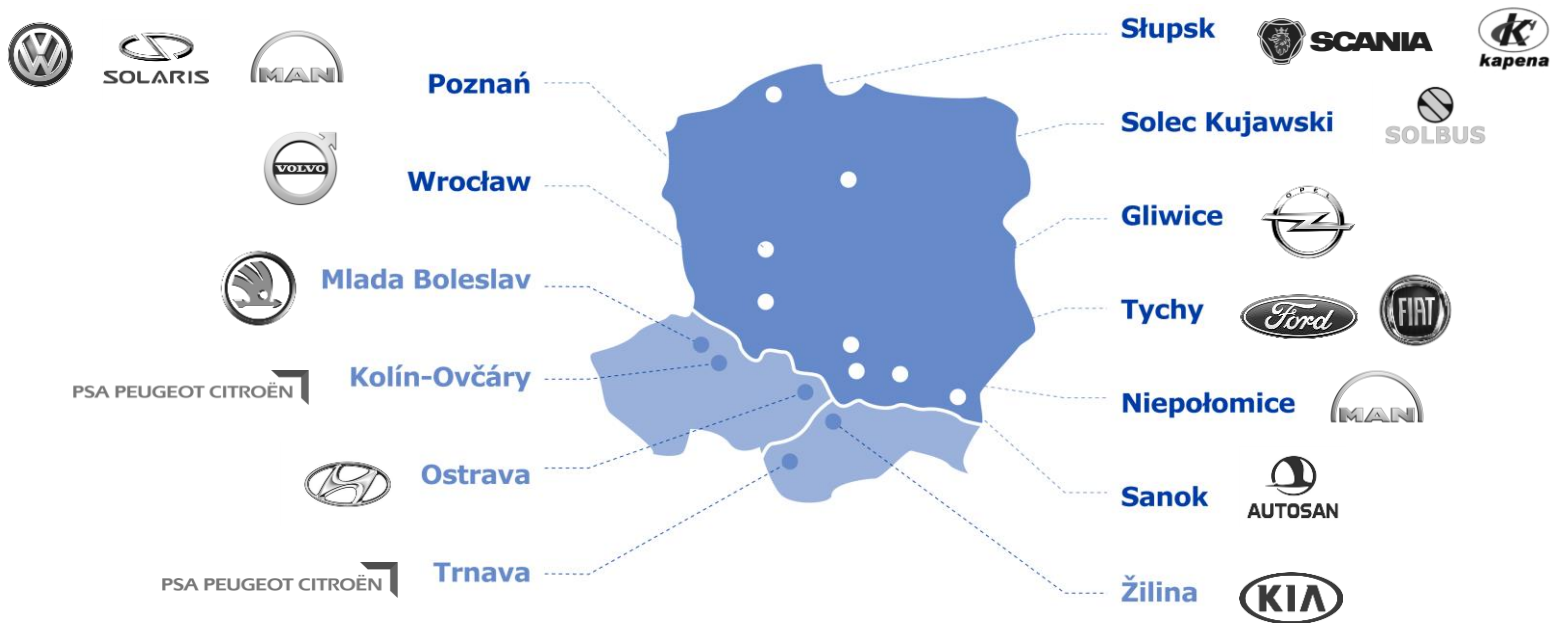 SOLARIS
MAN
Poznań
VOLVO
Wrocław
Mlada Boleslav
PSA PEUGEOT CITROËN
Kolín-Ovčáry
Ostrava
PSA PEUGEOT CITROËN
Trnava
Słupsk
SCANIA
kapena
Solec Kujawski
SOLBUS
Gliwice
OPEL
Tychy
Ford
FIAT
Niepołomice
MAN
Sanok
AUTOSAN
Žilina
KIA